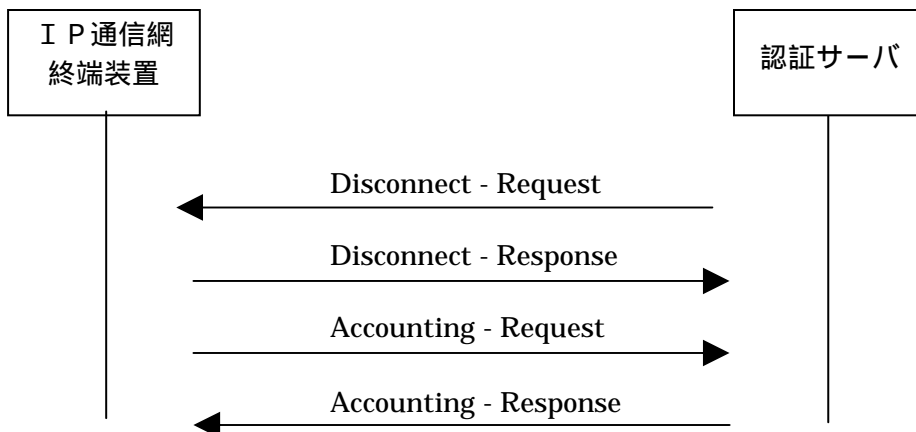 ＩＰ通信網
終端装置
認証サーバ
Disconnect - Request
Disconnect - Response
Accounting - Request
Accounting - Response